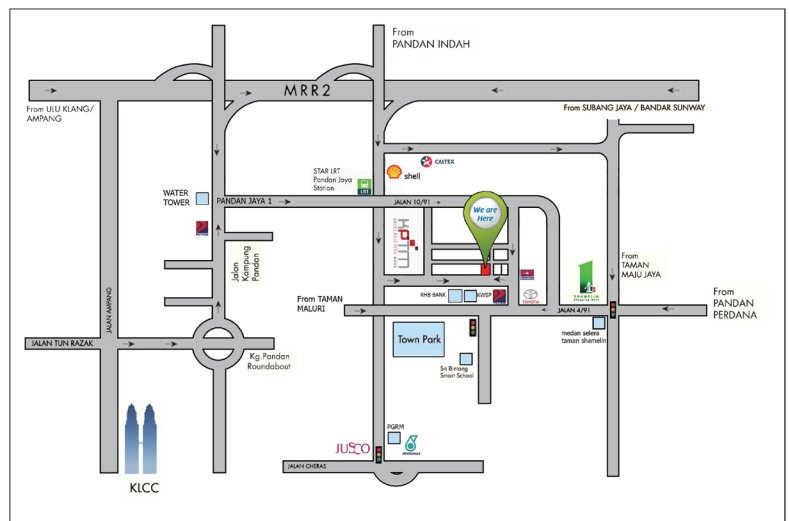 From
PANDAN INDAH
MRR2
From ULU KLANG/
AMPANG
From SUBANG JAYA / BANDAR SUNWAY
CALTEX
STAR LRT
Pandan Jaya
Station
LRT
shell
WATER
TOWER
PANDAN JAYA 1
JALAN 10/91
We are
Here
Jalan
Kampung
Pandan
From
TAMAN
MAJU JAYA
From
PANDAN
PERDANA
JALAN AMPANG
From TAMAN
MALURI
RHB BANK
KWSP
TOYOTA
JALAN 4/91
medan selera
taman shamelin
JALAN TUN RAZAK
Kg.Pandan
Roundabout
Town Park
Sri Bintang
Smart School
PGRM
JUSCO
PETRONAS
JALAN CHERAS
KLCC